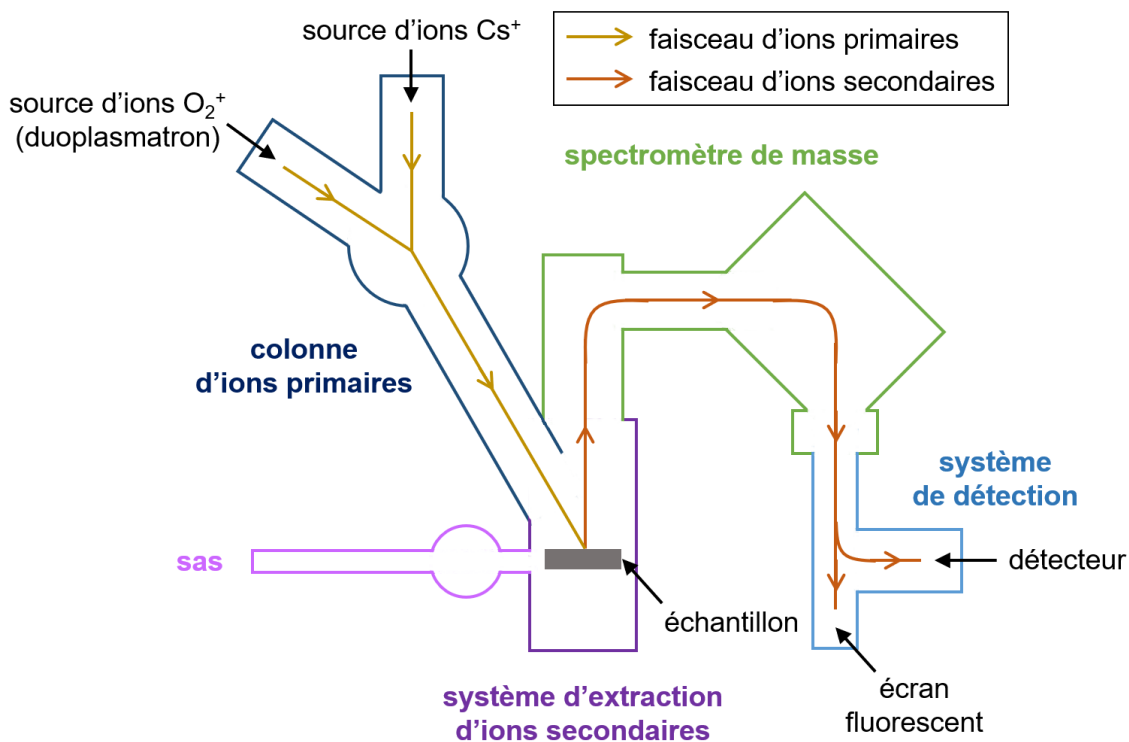 source d'ions Cs⁺
source d'ions O₂⁺
(duoplasmatron)
faisceau d'ions primaires
faisceau d'ions secondaires
spectromètre de masse
colonne
d'ions primaires
système
de détection
sas
détecteur
échantillon
écran
fluorescent
système d'extraction
d'ions secondaires